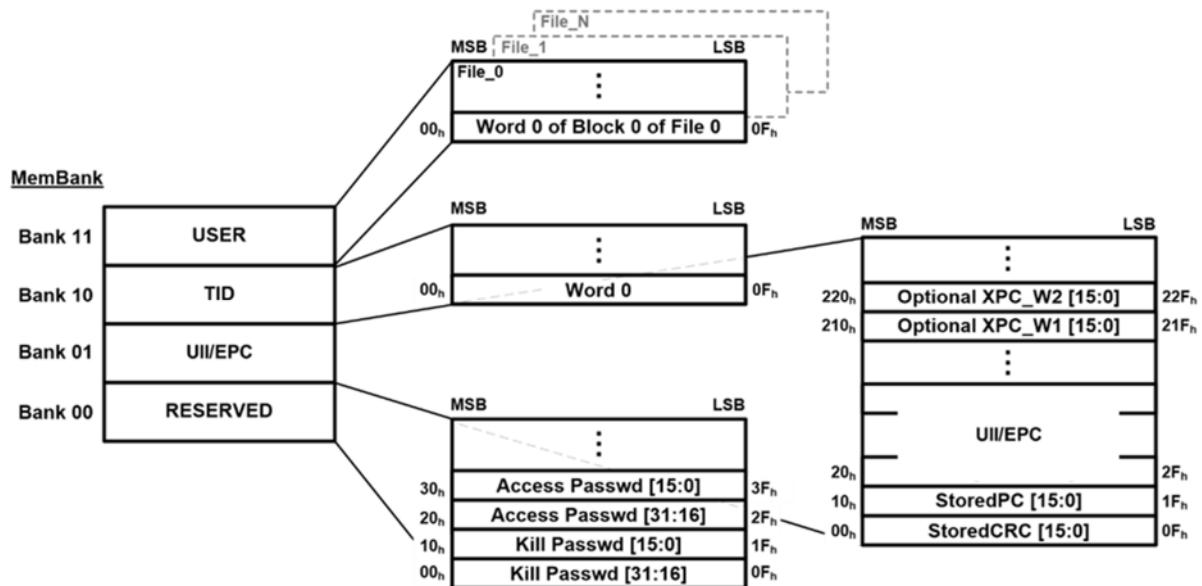 File_N
MSB File_1 LSB
File_0
⋮
00h Word 0 of Block 0 of File 0 0Fh
MemBank
Bank 11 USER
Bank 10 TID
Bank 01 UII/EPC
Bank 00 RESERVED
MSB LSB
⋮
00h Word 0 0Fh
MSB LSB
⋮
30h Access Passwd [15:0] 3Fh
20h Access Passwd [31:16] 2Fh
10h Kill Passwd [15:0] 1Fh
00h Kill Passwd [31:16] 0Fh
MSB LSB
⋮
220h Optional XPC_W2 [15:0] 22Fh
210h Optional XPC_W1 [15:0] 21Fh
⋮
UII/EPC
20h 2Fh
10h StoredPC [15:0] 1Fh
00h StoredCRC [15:0] 0Fh